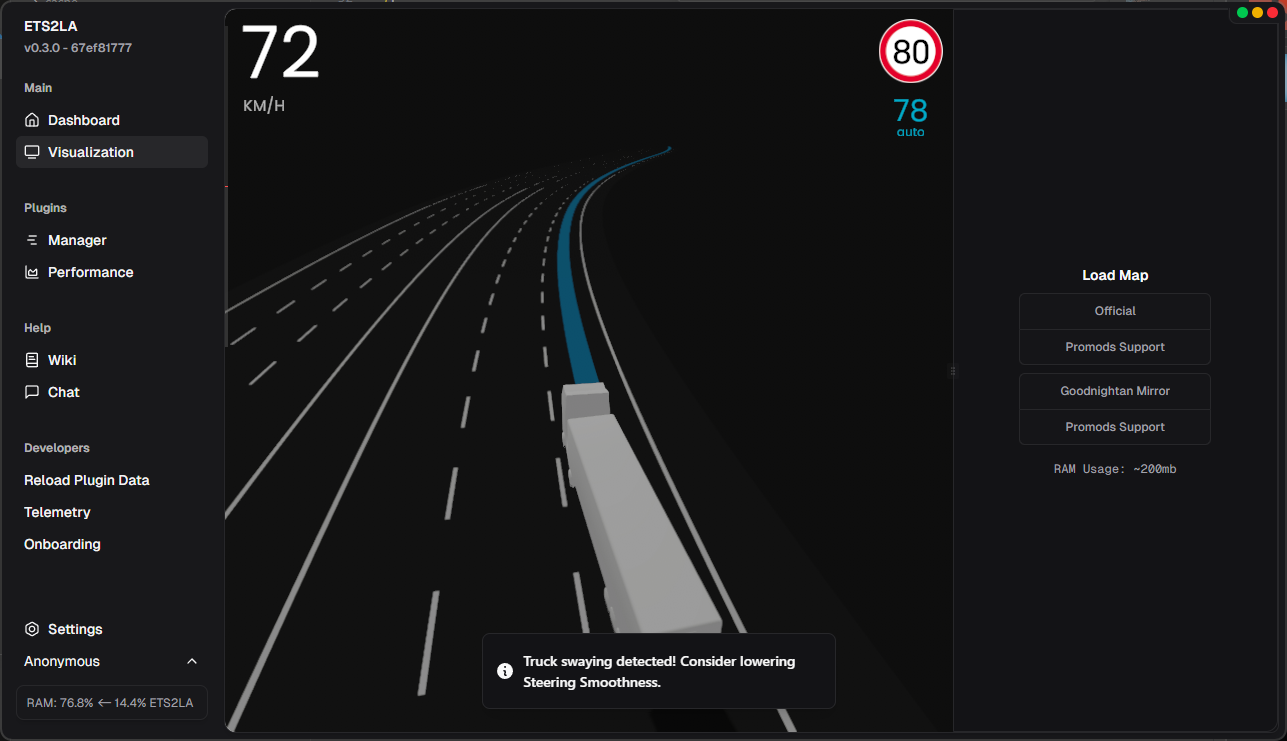 ETS2LA
v0.3.0 - 67ef81777
Main
Dashboard
Visualization
Plugins
Manager
Performance
Help
Wiki
Chat
Developers
Reload Plugin Data
Telemetry
Onboarding
Settings
Anonymous
RAM: 76.8% <- 14.4% ETS2LA
72
KM/H
80
78
auto
Truck swaying detected! Consider lowering
Steering Smoothness.
Load Map
Official
Promods Support
Goodnightan Mirror
Promods Support
RAM Usage: ~200mb